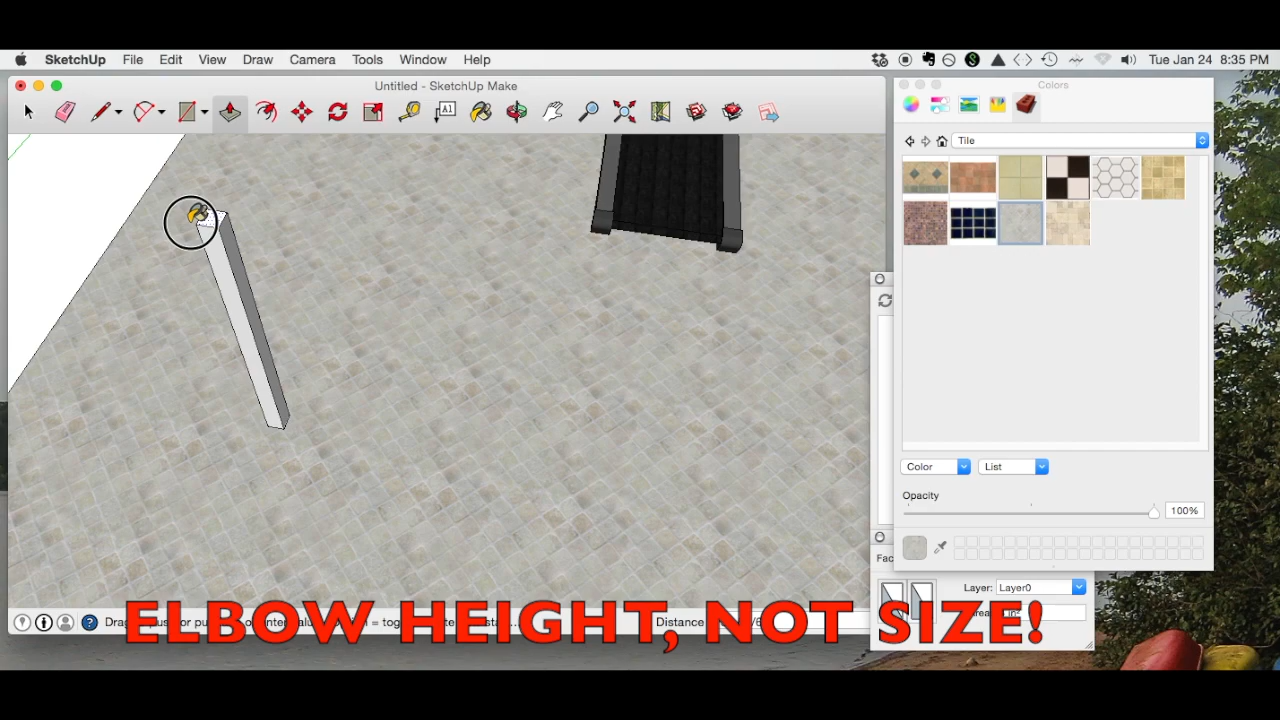 SketchUp File Edit View Draw Camera Tools Window Help Tue Jan 24 8:35 PM
Untitled - SketchUp Make
Colors
A1
Tile
Color List
Opacity
100%
Layer: Layer0
Distance
ELBOW HEIGHT, NOT SIZE!